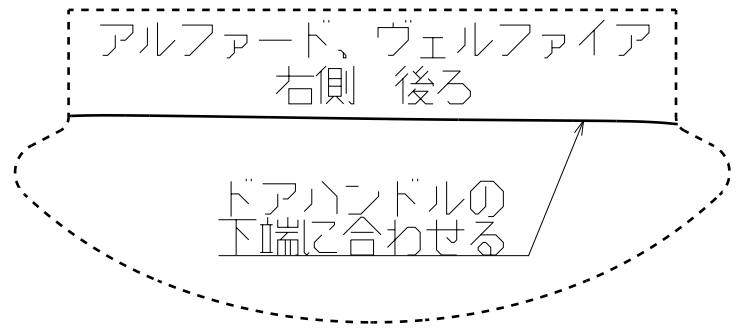 アルファード、ヴェルファイア
右側　後ろ
ドアハンドルの
下端に合わせる